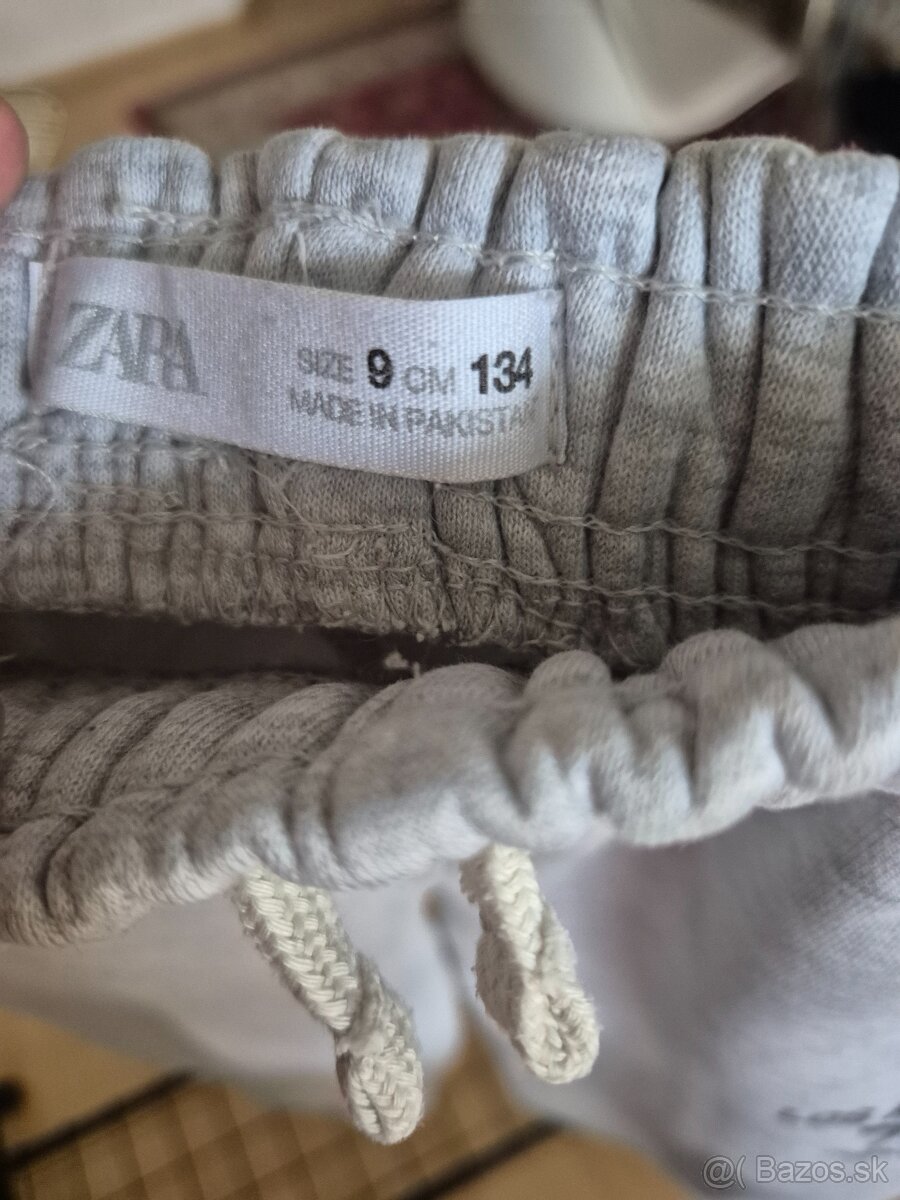 ZARA
SIZE 9 CM 134
MADE IN PAKISTAN
@( Bazos.sk